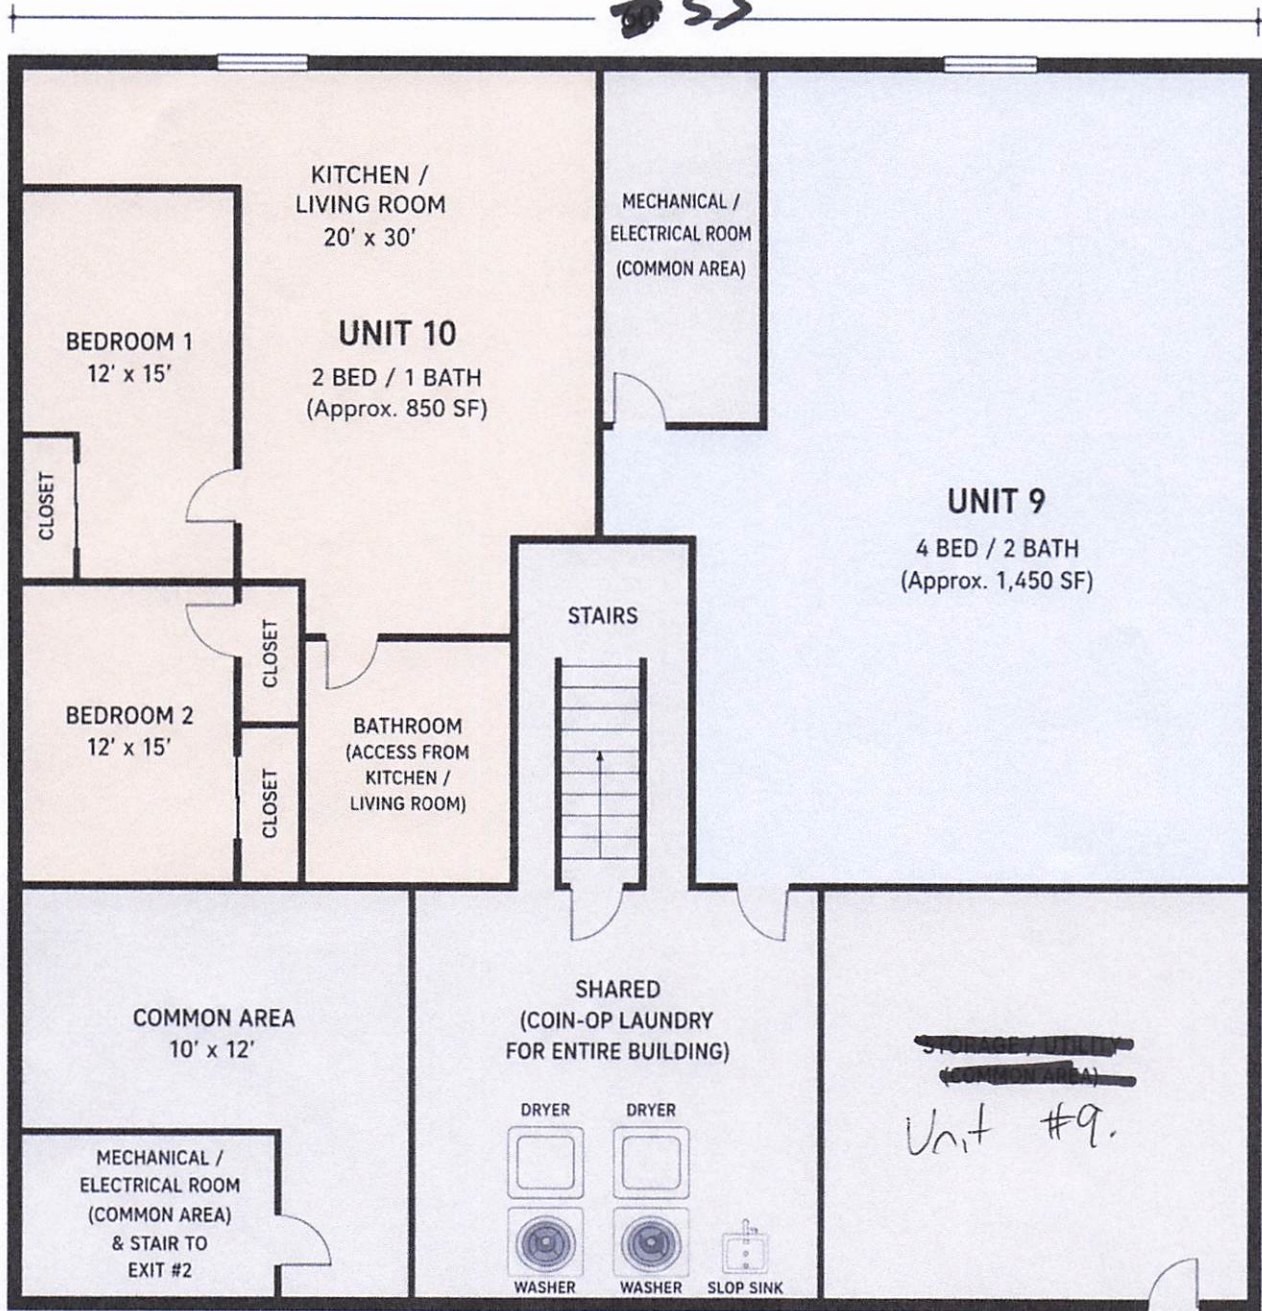 60'
KITCHEN /
LIVING ROOM
20' x 30'
MECHANICAL /
ELECTRICAL ROOM
(COMMON AREA)
BEDROOM 1
12' x 15'
UNIT 10
2 BED / 1 BATH
(Approx. 850 SF)
CLOSET
UNIT 9
4 BED / 2 BATH
(Approx. 1,450 SF)
STAIRS
CLOSET
BEDROOM 2
12' x 15'
BATHROOM
(ACCESS FROM
KITCHEN /
LIVING ROOM)
CLOSET
COMMON AREA
10' x 12'
SHARED
(COIN-OP LAUNDRY
FOR ENTIRE BUILDING)
STORAGE / UTILITY
(COMMON AREA)
Unit #9.
DRYER
DRYER
MECHANICAL /
ELECTRICAL ROOM
(COMMON AREA)
& STAIR TO
EXIT #2
WASHER
WASHER
SLOP SINK